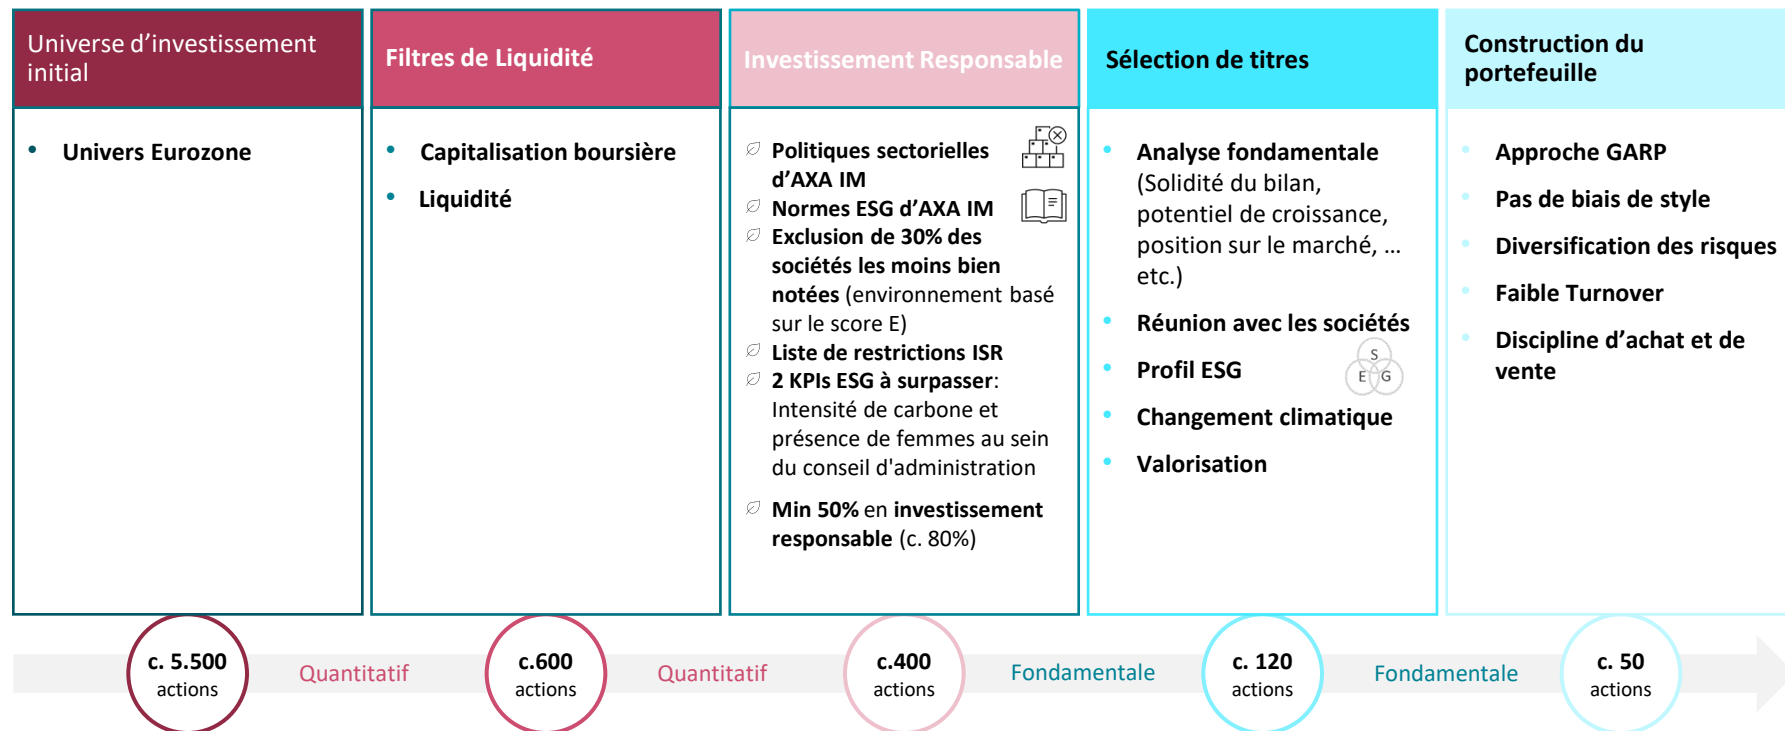 Universe d’investissement
initial
Filtres de Liquidité
Investissement Responsable
Sélection de titres
Construction du
portefeuille
• Univers Eurozone
• Capitalisation boursière
• Liquidité
Politiques sectorielles
d’AXA IM
Normes ESG d’AXA IM
Exclusion de 30% des
sociétés les moins bien
notées (environnement basé
sur le score E)
Liste de restrictions ISR
2 KPIs ESG à surpasser:
Intensité de carbone et
présence de femmes au sein
du conseil d'administration
Min 50% en investissement
responsable (c. 80%)
• Analyse fondamentale
(Solidité du bilan,
potentiel de croissance,
position sur le marché, ...
etc.)
• Réunion avec les sociétés
• Profil ESG
S
E G
• Changement climatique
• Valorisation
• Approche GARP
• Pas de biais de style
• Diversification des risques
• Faible Turnover
• Discipline d’achat et de
vente
c. 5.500
actions
Quantitatif
c.600
actions
Quantitatif
c.400
actions
Fondamentale
c. 120
actions
Fondamentale
c. 50
actions